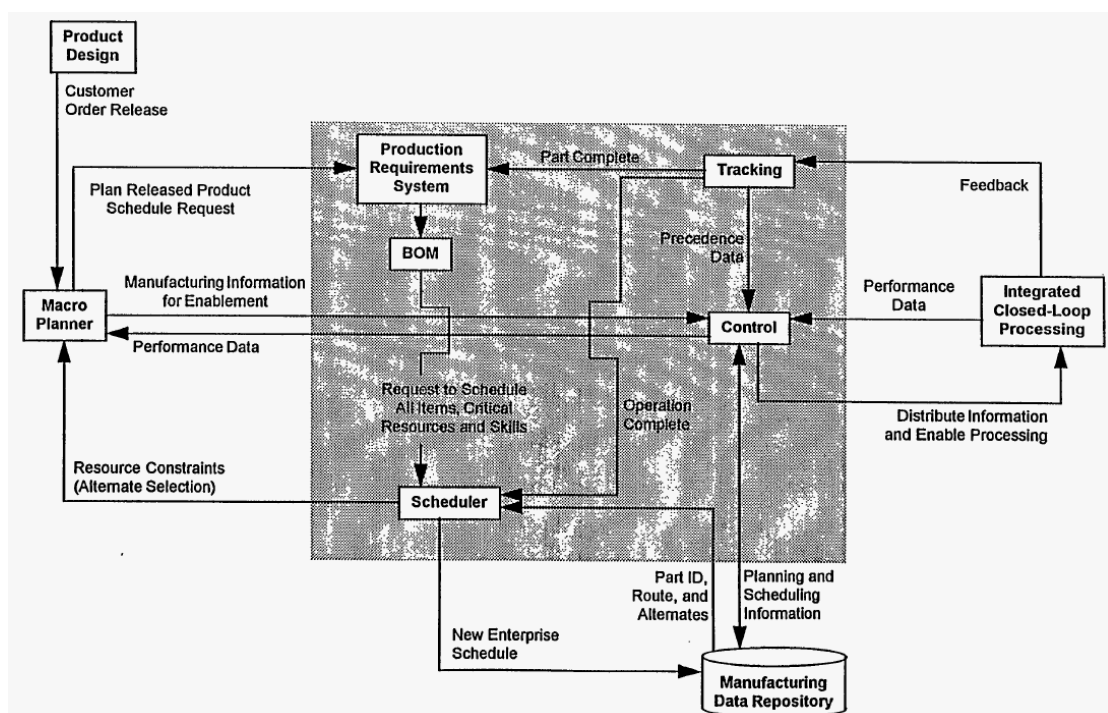 Product
Design
Customer
Order Release
Production
Requirements
System
Part Complete
Tracking
Feedback
Plan Released Product
Schedule Request
BOM
Precedence
Data
Manufacturing Information
for Enablement
Macro
Planner
Performance Data
Control
Performance
Data
Integrated
Closed-Loop
Processing
Request to Schedule
All Items, Critical
Resources and Skills
Operation
Complete
Distribute Information
and Enable Processing
Resource Constraints
(Alternate Selection)
Scheduler
Part ID,
Route, and
Alternates
Planning and
Scheduling
Information
New Enterprise
Schedule
Manufacturing
Data Repository